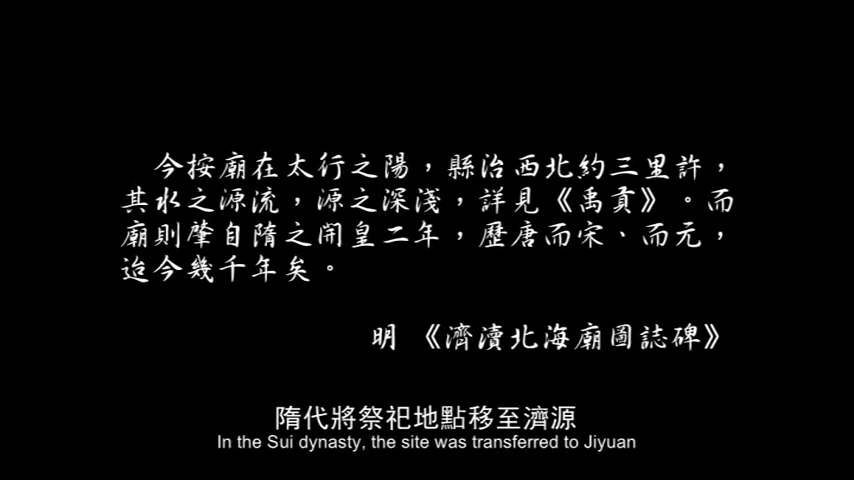 今按廟在太行之陽，縣治西北約三里許，
其水之源流，源之深淺，詳見《禹貢》。而
廟則肇自隋之開皇二年，歷唐而宋、而元，
迨今幾千年矣。
明 《濟瀆北海廟圖誌碑》
隋代將祭祀地點移至濟源
In the Sui dynasty, the site was transferred to Jiyuan